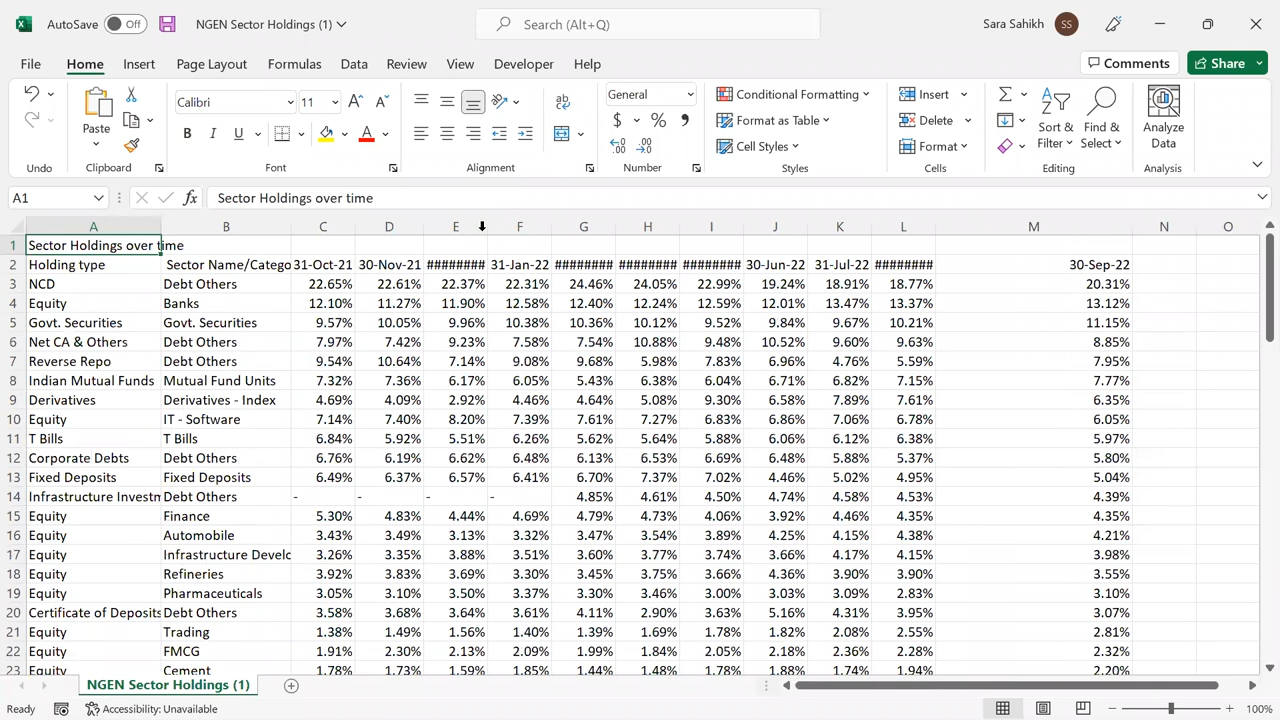 AutoSave Off NGEN Sector Holdings (1) Search (Alt+Q) Sara Sahikh SS
File Home Insert Page Layout Formulas Data Review View Developer Help Comments Share
Calibri 11 General Conditional Formatting Insert
Paste Format as Table Delete Sort & Filter Find & Select Analyze Data
B I U $ % , Cell Styles Format
Undo Clipboard Font Alignment Number Styles Cells Editing Analysis
A1 fx Sector Holdings over time
A B C D E F G H I J K L M N O
1 Sector Holdings over time
2 Holding type Sector Name/Catego 31-Oct-21 30-Nov-21 ######## 31-Jan-22 ######## ######## ######## 30-Jun-22 31-Jul-22 ######## 30-Sep-22
3 NCD Debt Others 22.65% 22.61% 22.37% 22.31% 24.46% 24.05% 22.99% 19.24% 18.91% 18.77% 20.31%
4 Equity Banks 12.10% 11.27% 11.90% 12.58% 12.40% 12.24% 12.59% 12.01% 13.47% 13.37% 13.12%
5 Govt. Securities Govt. Securities 9.57% 10.05% 9.96% 10.38% 10.36% 10.12% 9.52% 9.84% 9.67% 10.21% 11.15%
6 Net CA & Others Debt Others 7.97% 7.42% 9.23% 7.58% 7.54% 10.88% 9.48% 10.52% 9.60% 9.63% 8.85%
7 Reverse Repo Debt Others 9.54% 10.64% 7.14% 9.08% 9.68% 5.98% 7.83% 6.96% 4.76% 5.59% 7.95%
8 Indian Mutual Funds Mutual Fund Units 7.32% 7.36% 6.17% 6.05% 5.43% 6.38% 6.04% 6.71% 6.82% 7.15% 7.77%
9 Derivatives Derivatives - Index 4.69% 4.09% 2.92% 4.46% 4.64% 5.08% 9.30% 6.58% 7.89% 7.61% 6.35%
10 Equity IT - Software 7.14% 7.40% 8.20% 7.39% 7.61% 7.27% 6.83% 6.86% 7.06% 6.78% 6.05%
11 T Bills T Bills 6.84% 5.92% 5.51% 6.26% 5.62% 5.64% 5.88% 6.06% 6.12% 6.38% 5.97%
12 Corporate Debts Debt Others 6.76% 6.19% 6.62% 6.48% 6.13% 6.53% 6.69% 6.48% 5.88% 5.37% 5.80%
13 Fixed Deposits Fixed Deposits 6.49% 6.37% 6.57% 6.41% 6.70% 7.37% 7.02% 4.46% 5.02% 4.95% 5.04%
14 Infrastructure Investm Debt Others - - - - 4.85% 4.61% 4.50% 4.74% 4.58% 4.53% 4.39%
15 Equity Finance 5.30% 4.83% 4.44% 4.69% 4.79% 4.73% 4.06% 3.92% 4.46% 4.35% 4.35%
16 Equity Automobile 3.43% 3.49% 3.13% 3.32% 3.47% 3.54% 3.89% 4.25% 4.15% 4.38% 4.21%
17 Equity Infrastructure Develo 3.26% 3.35% 3.88% 3.51% 3.60% 3.77% 3.74% 3.66% 4.17% 4.15% 3.98%
18 Equity Refineries 3.92% 3.83% 3.69% 3.30% 3.45% 3.75% 3.66% 4.36% 3.90% 3.90% 3.55%
19 Equity Pharmaceuticals 3.05% 3.10% 3.50% 3.37% 3.30% 3.46% 3.00% 3.03% 3.09% 2.83% 3.10%
20 Certificate of Deposits Debt Others 3.58% 3.68% 3.64% 3.61% 4.11% 2.90% 3.63% 5.16% 4.31% 3.95% 3.07%
21 Equity Trading 1.38% 1.49% 1.56% 1.40% 1.39% 1.69% 1.78% 1.82% 2.08% 2.55% 2.81%
22 Equity FMCG 1.91% 2.30% 2.13% 2.09% 1.99% 1.84% 2.05% 2.18% 2.36% 2.28% 2.32%
23 Equity Cement 1.78% 1.73% 1.59% 1.85% 1.44% 1.48% 1.78% 1.88% 1.74% 1.94% 2.20%
NGEN Sector Holdings (1)
Ready Accessibility: Unavailable 100%